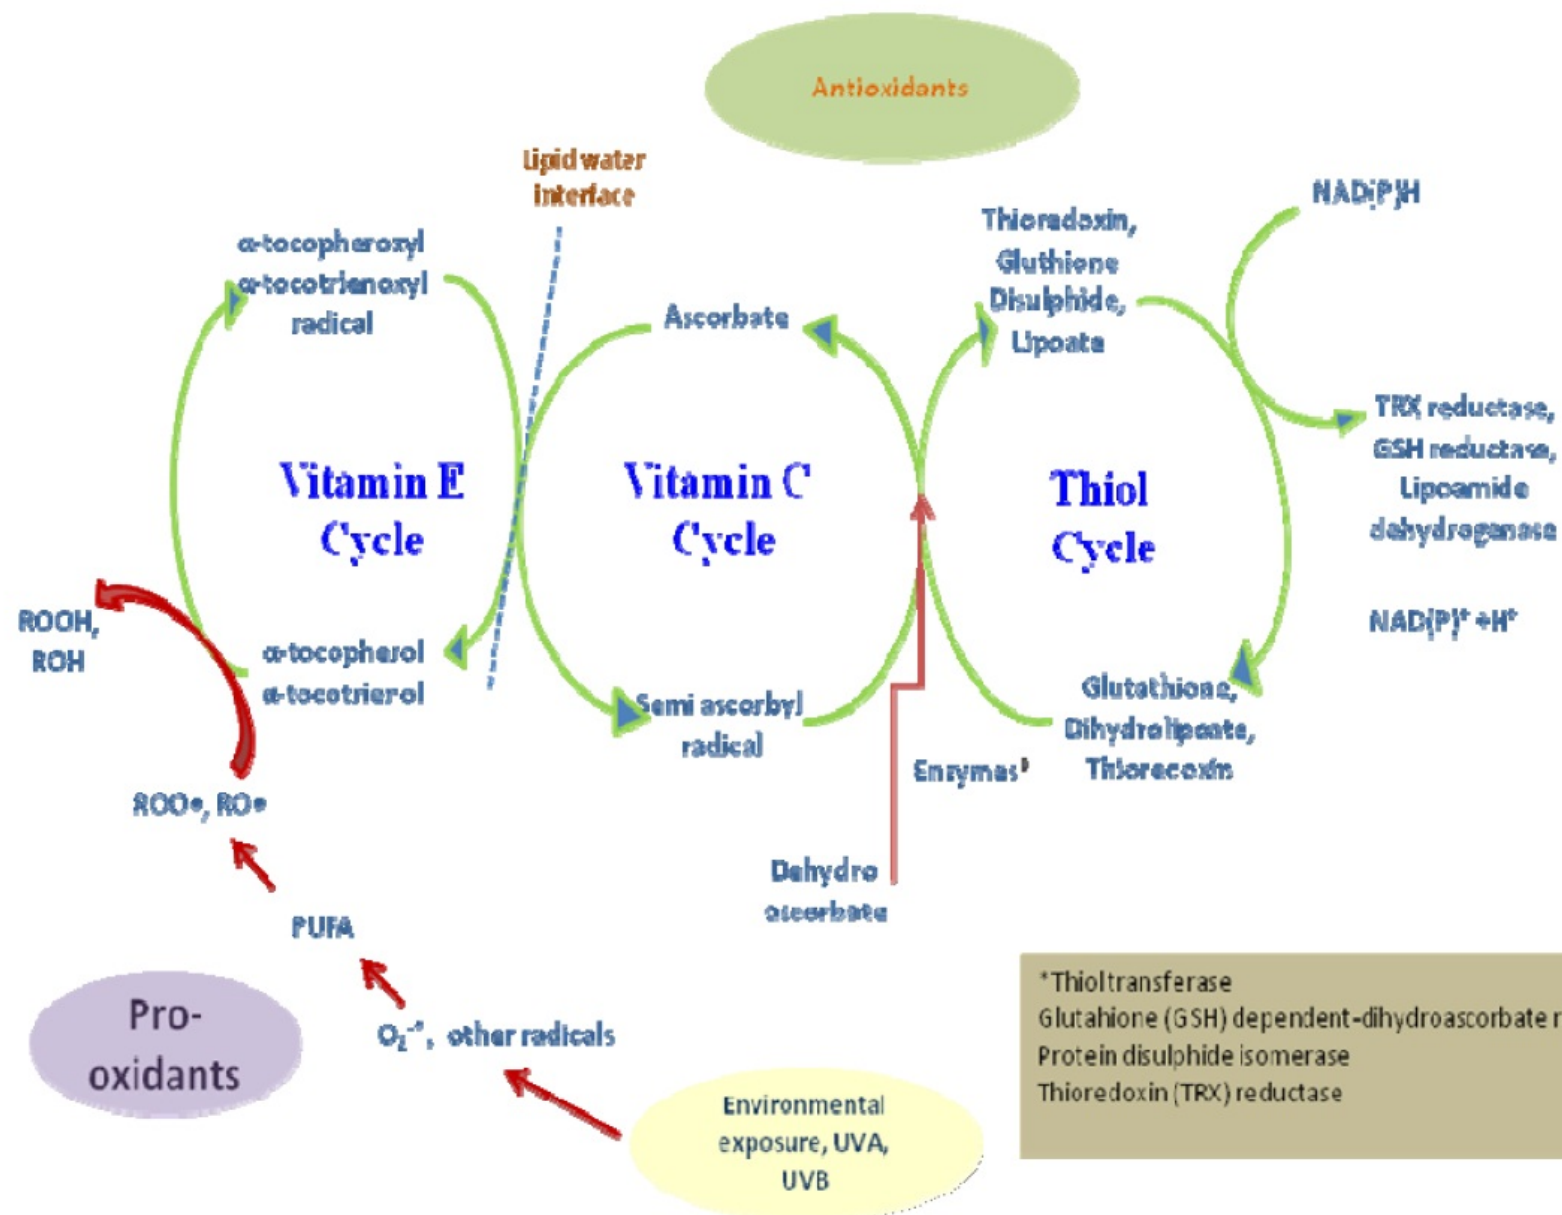 Antioxidants
Lipid water
interface
α-tocopheroxyl
α-tocotrienoxyl
radical
Ascorbate
Thioradoxin,
Gluthione
Disulphide,
Lipoate
NAD(P)H
TRX reductase,
GSH reductase,
Lipoamide
dehydrogenase
NAD(P)⁺ +H⁺
Vitamin E
Cycle
Vitamin C
Cycle
Thiol
Cycle
ROOH,
ROH
α-tocopherol
α-tocotrienol
Semi ascorbyl
radical
Glutathione,
Dihydrolipoate,
Enzymes*
ROO•, RO•
Dehydro
ascorbate
PUFA
Pro-
oxidants
O₂⁻•, other radicals
Environmental
exposure, UVA,
UVB
*Thioltransferase
Glutahione (GSH) dependent-dihydroascorbate
Protein disulphide isomerase
Thioredoxin (TRX) reductase